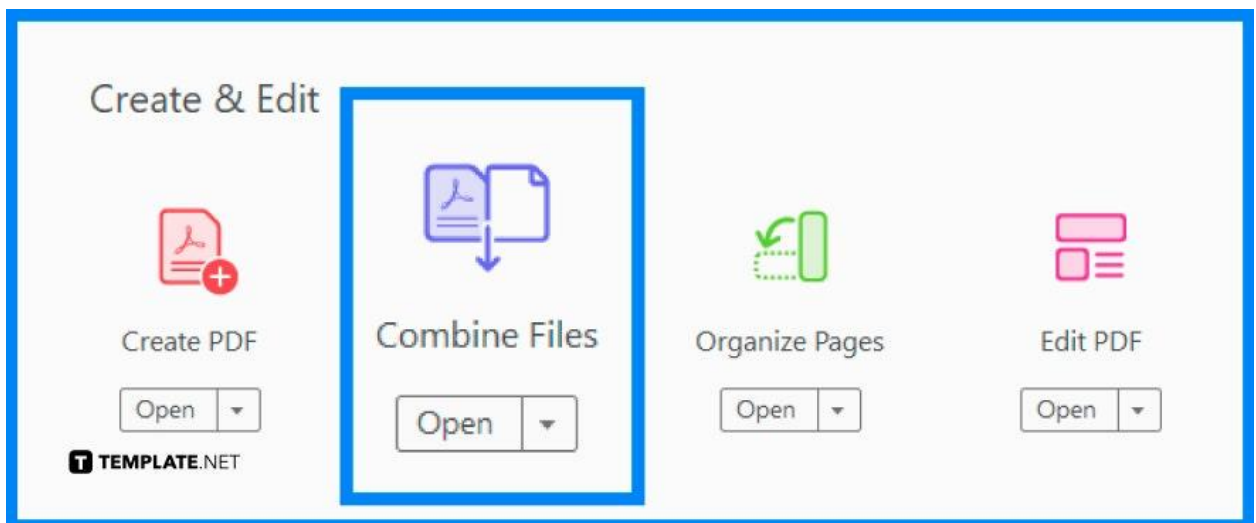 Create & Edit
Create PDF
Open
Combine Files
Open
Organize Pages
Open
Edit PDF
Open
T TEMPLATE.NET